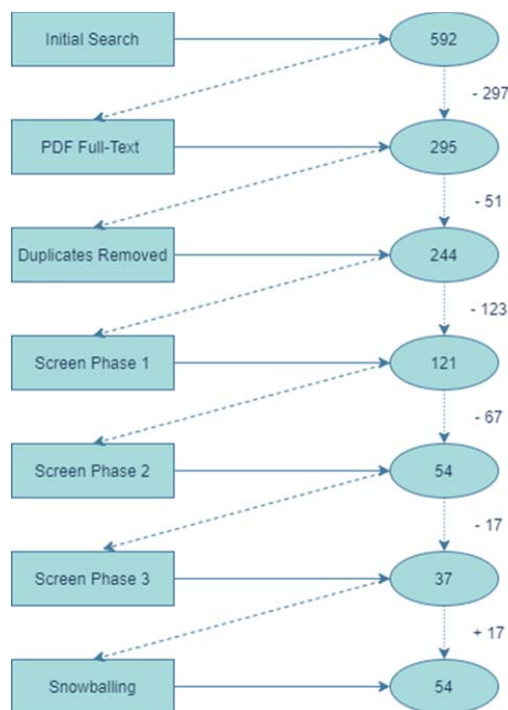 Initial Search
592
- 297
PDF Full-Text
295
- 51
Duplicates Removed
244
- 123
Screen Phase 1
121
- 67
Screen Phase 2
54
- 17
Screen Phase 3
37
+ 17
Snowballing
54